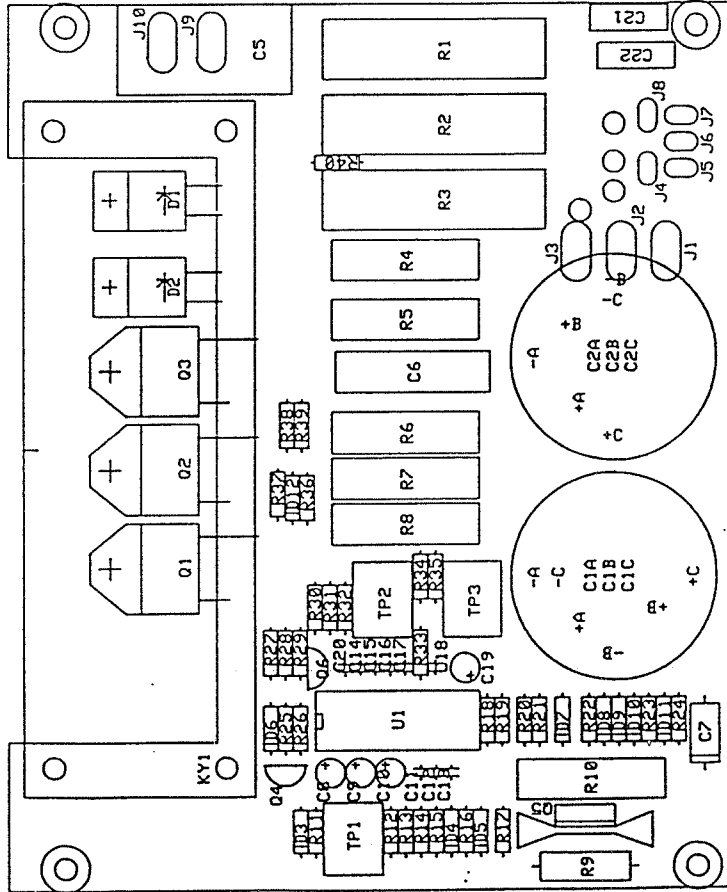 J10
J9
C5
R1
C21
C22
R2
R40
R3
J8
J7
J6
J5
J4
D1
D2
R4
J3
J2
J1
-B
-C
+B
-A
C2A
C2B
C2C
+A
+C
R5
C6
Q3
Q2
Q1
R38
R39
R6
R7
R8
R37
D12
R36
R34
R35
TP2
TP3
R30
R31
R32
-A
-C
C1A
C1B
C1C
+A
+B
-B
+C
R27
R28
R29
Q6
C20
C14
C15
C16
C17
R33
C19
D6
R25
R26
U1
R18
R19
R20
R21
D7
R22
D8
D9
D10
R23
D11
R24
C7
KY1
Q4
C8
C9
C10
R10
Q5
D3
R11
TP1
R12
R13
R14
R15
D4
R16
D5
R17
R9